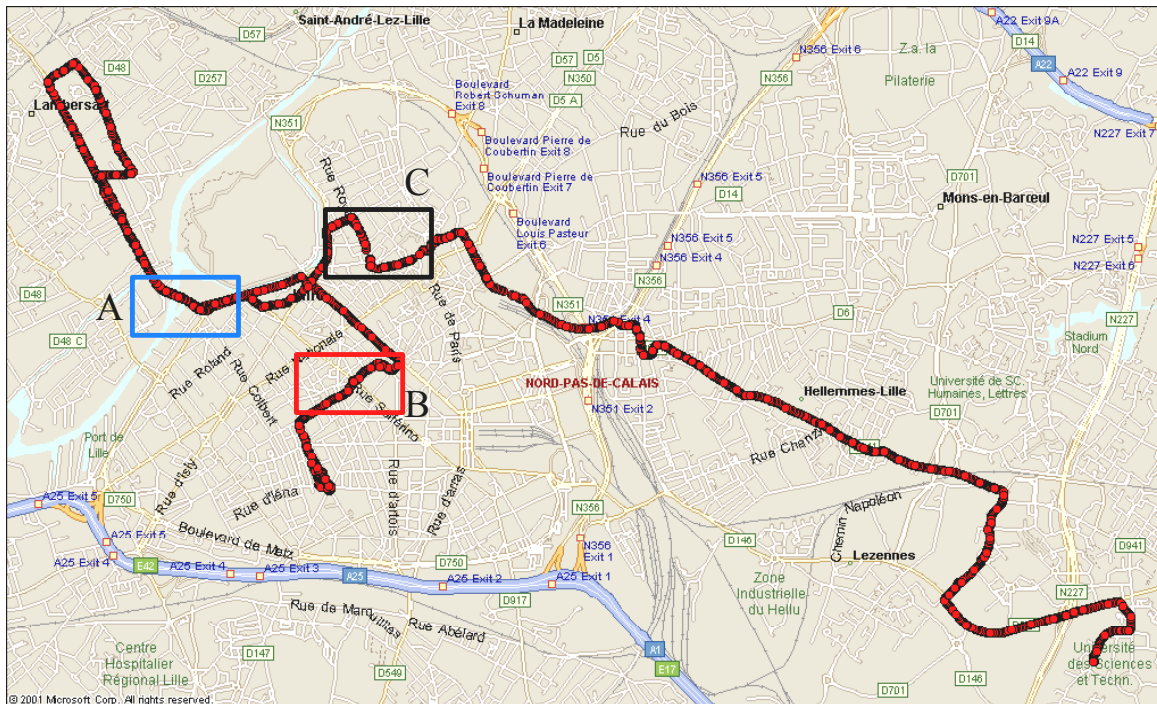 Saint-André-Lez-Lille
La Madeleine
A22 Exit 9A
D57
D14
N356 Exit 6
Z.a. la
Pilaterie
A22
A22 Exit 9
D48
D257
D57
D5
N350
D5 A
Boulevard
Robert Schuman
Exit 8
Rue du Bois
N351
Boulevard Pierre de
Coubertin Exit 8
N227 Exit 7
Boulevard Pierre de
Coubertin Exit 7
N356 Exit 5
D14
D701
Mons-en-Barœul
C
Boulevard
Louis Pasteur
Exit 6
N356 Exit 5
N356 Exit 4
N356
N227 Exit 5
N227 Exit 6
D48
A
N351
D6
N227
Stadium
Nord
D48 C
Rue de Paris
Rue Roland
Rue Nationale
Rue Colbert
NORD-PAS-DE-CALAIS
Hellemmes-Lille
Université de SC.
Humaines, Lettres
B
Rue Solférino
N351 Exit 2
D701
Port de
Lille
Rue d'Isly
Rue d'Iéna
Rue d'artois
Rue d'arras
Chemin Napoléon
A25 Exit 5
D750
N356
Boulevard de Metz
A25 Exit 5
A25 Exit 4
E42
A25 Exit 4
A25 Exit 3
A25
D750
A25 Exit 2
N356
Exit 1
A25 Exit 1
D146
D941
Lezennes
Zone
Industrielle
du Hellu
N227
D917
Rue Abélard
D147
D549
Centre
Hospitalier
Régional Lille
A1
E17
D701
D146
Université
des Sciences
et Techn.
© 2001 Microsoft Corp. All rights reserved.